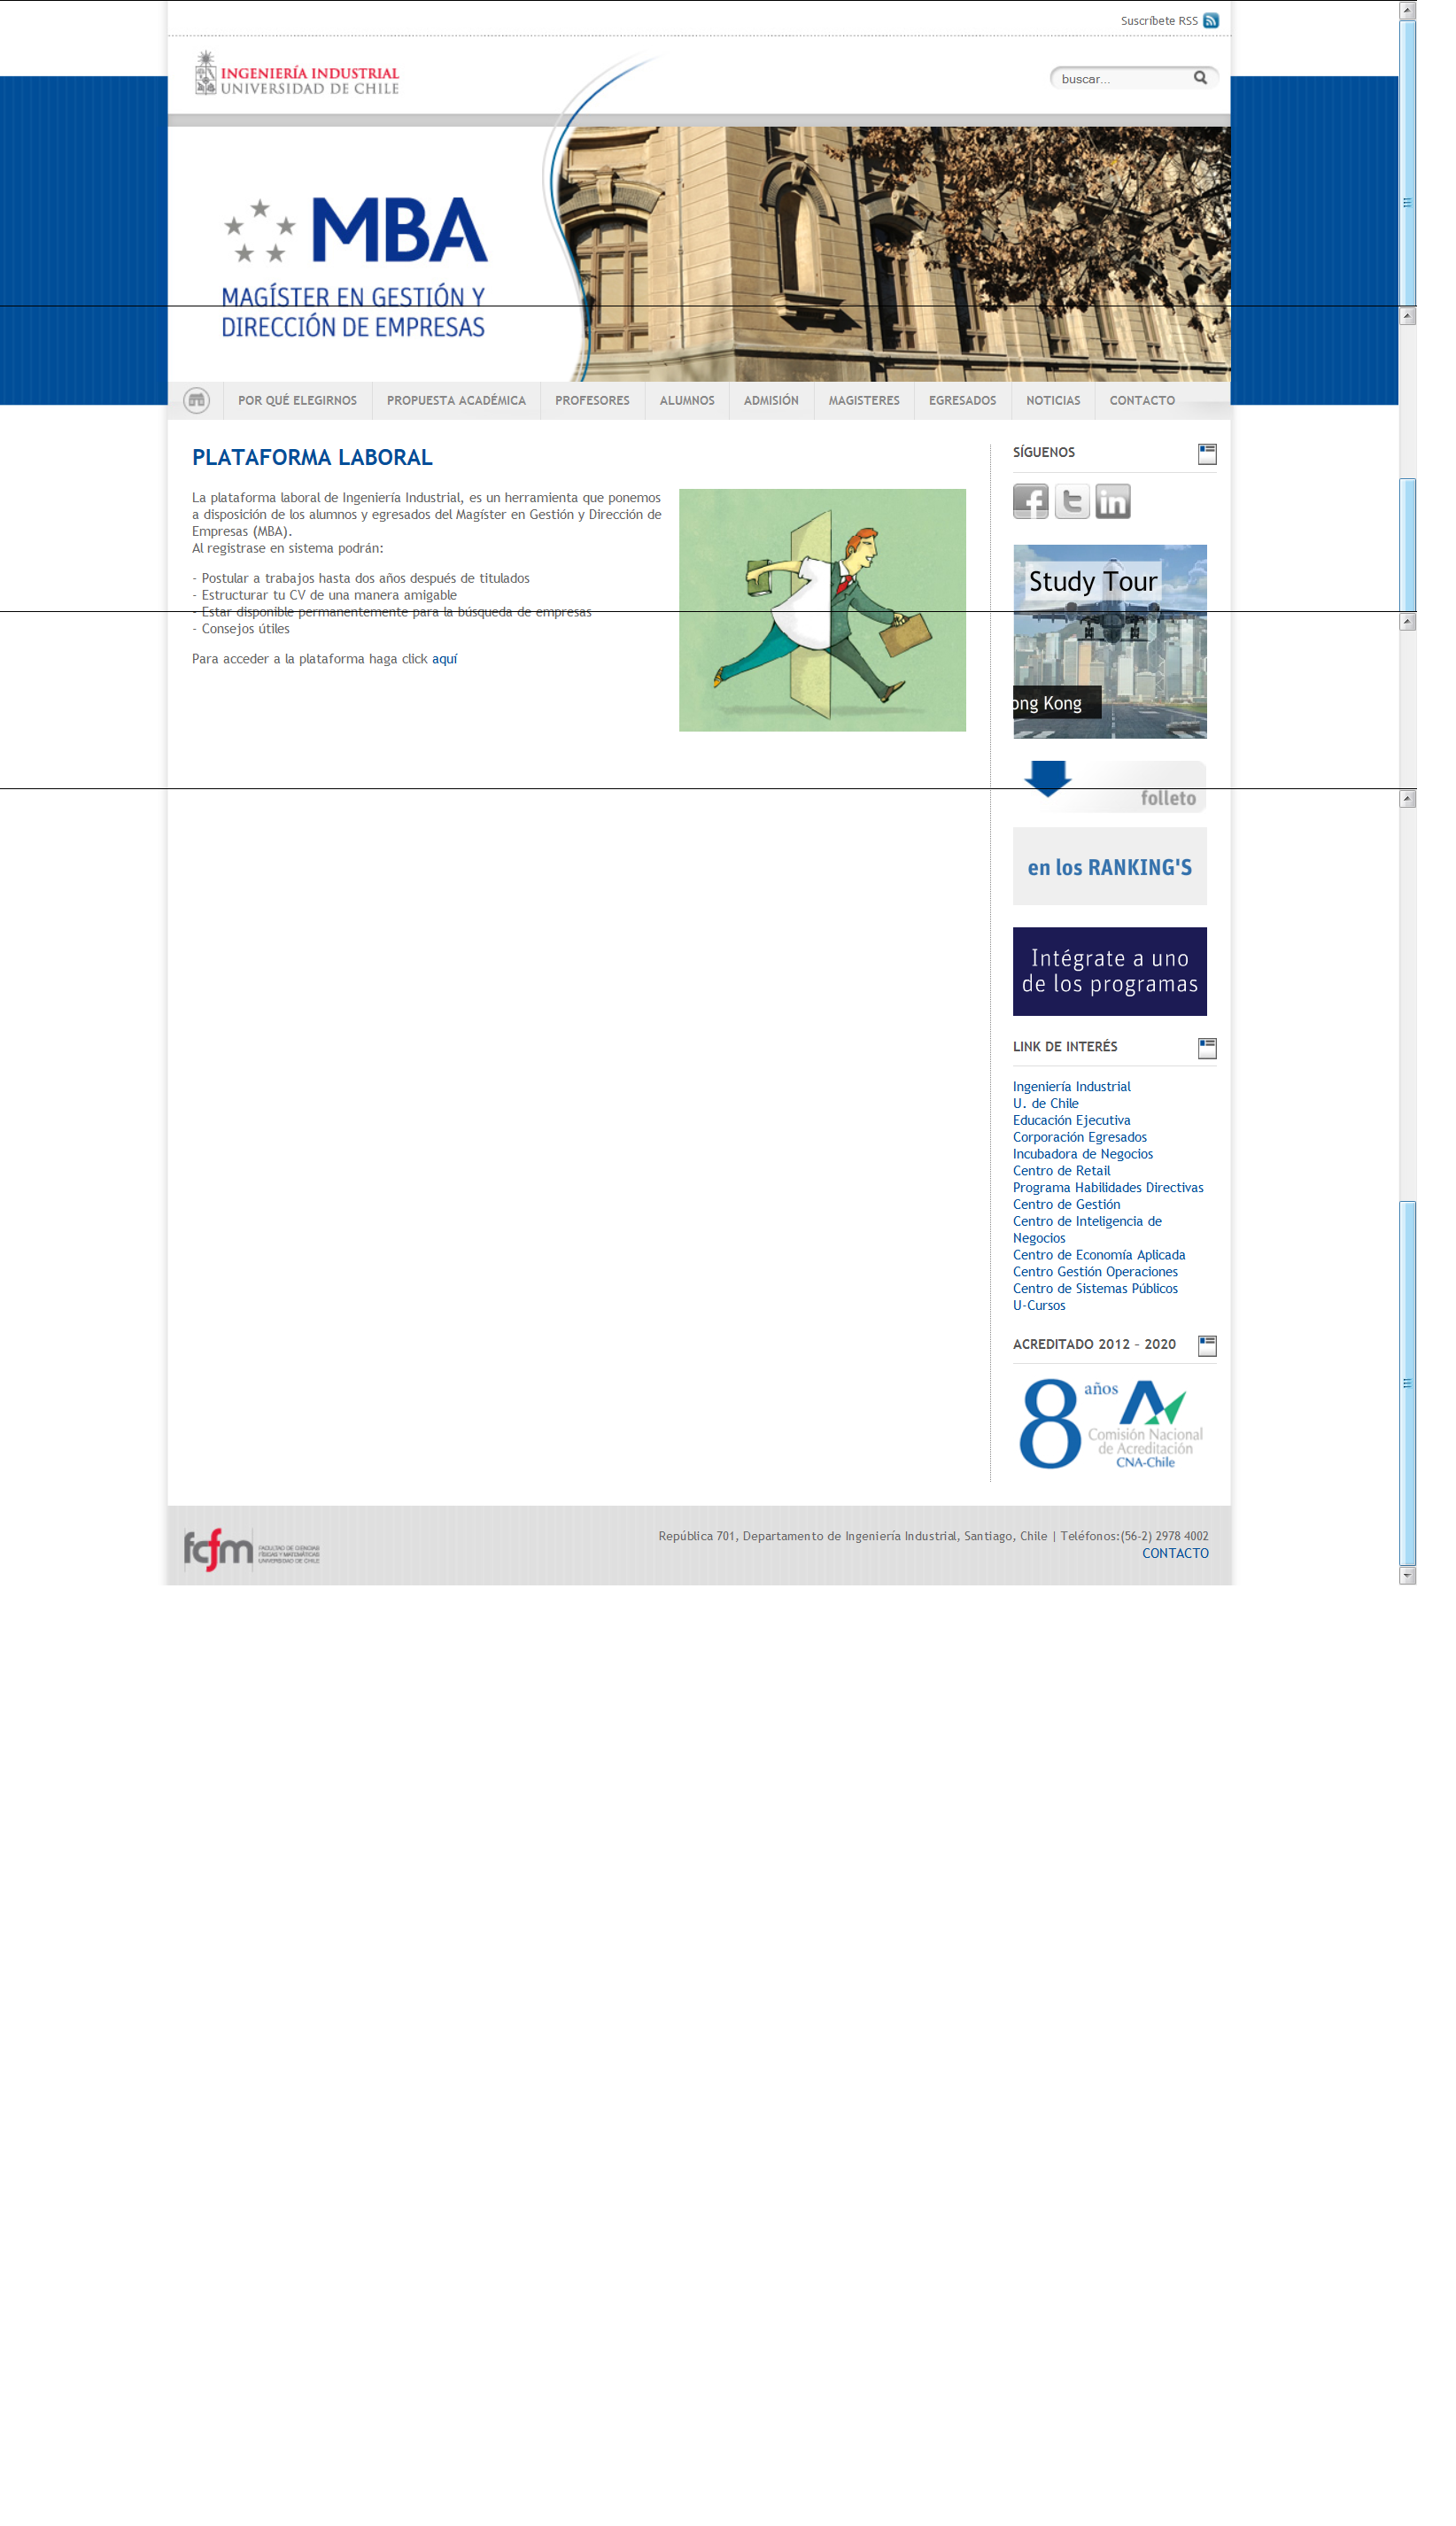 Suscríbete RSS
INGENIERÍA INDUSTRIAL
UNIVERSIDAD DE CHILE
buscar...
MBA
MAGÍSTER EN GESTIÓN Y
DIRECCIÓN DE EMPRESAS
POR QUÉ ELEGIRNOS PROPUESTA ACADÉMICA PROFESORES ALUMNOS ADMISIÓN MAGISTERES EGRESADOS NOTICIAS CONTACTO
PLATAFORMA LABORAL
La plataforma laboral de Ingeniería Industrial, es un herramienta que ponemos
a disposición de los alumnos y egresados del Magíster en Gestión y Dirección de
Empresas (MBA).
Al registrase en sistema podrán:
- Postular a trabajos hasta dos años después de titulados
- Estructurar tu CV de una manera amigable
- Estar disponible permanentemente para la búsqueda de empresas
- Consejos útiles
Para acceder a la plataforma haga click aquí
SÍGUENOS
Study Tour
ong Kong
folleto
en los RANKING'S
Intégrate a uno
de los programas
LINK DE INTERÉS
Ingeniería Industrial
U. de Chile
Educación Ejecutiva
Corporación Egresados
Incubadora de Negocios
Centro de Retail
Programa Habilidades Directivas
Centro de Gestión
Centro de Inteligencia de
Negocios
Centro de Economía Aplicada
Centro Gestión Operaciones
Centro de Sistemas Públicos
U-Cursos
ACREDITADO 2012 - 2020
8 años
Comisión Nacional
de Acreditación
CNA-Chile
fcfm
FACULTAD DE CIENCIAS
FÍSICAS Y MATEMÁTICAS
UNIVERSIDAD DE CHILE
República 701, Departamento de Ingeniería Industrial, Santiago, Chile | Teléfonos:(56-2) 2978 4002
CONTACTO